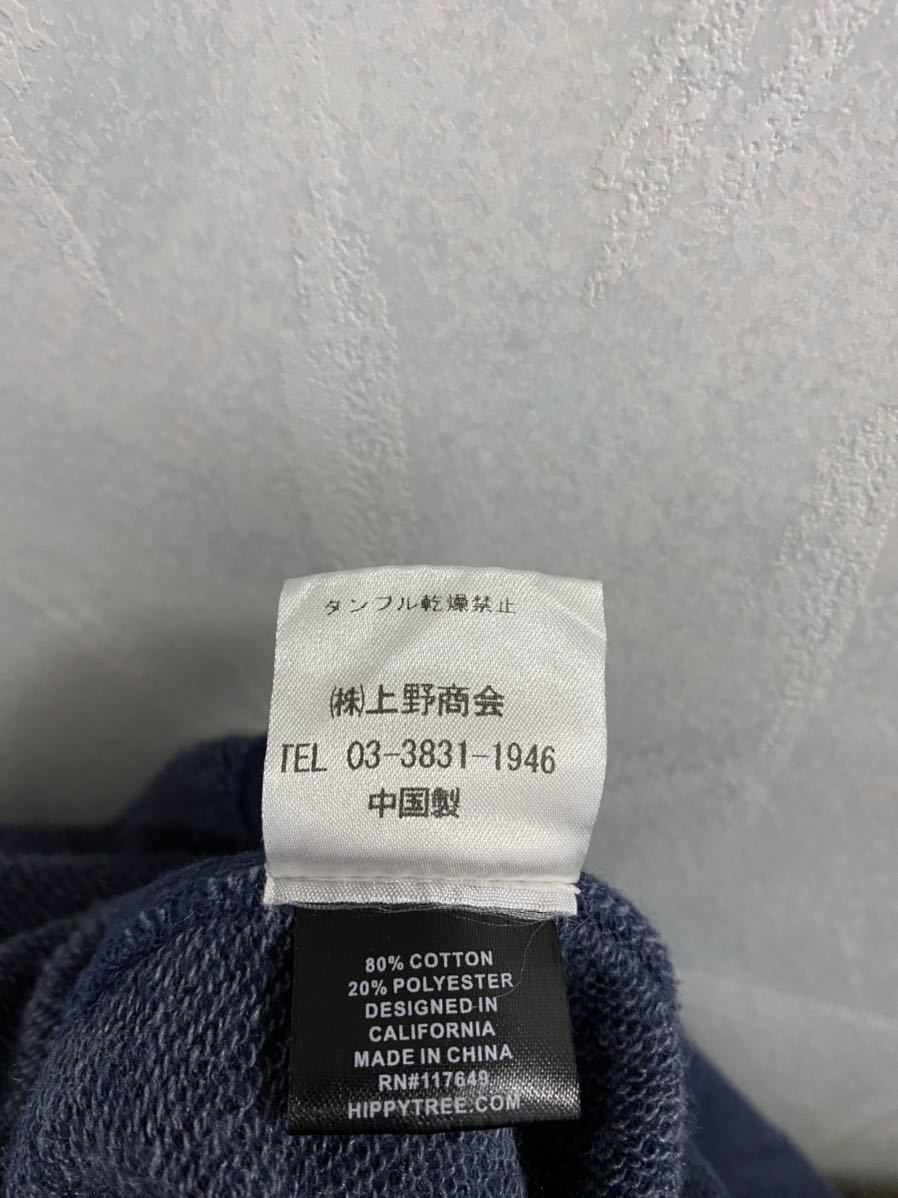 タンブル乾燥禁止
㈱上野商会
TEL 03-3831-1946
中国製
80% COTTON
20% POLYESTER
DESIGNED IN
CALIFORNIA
MADE IN CHINA
RN#117649
HIPPYTREE.COM